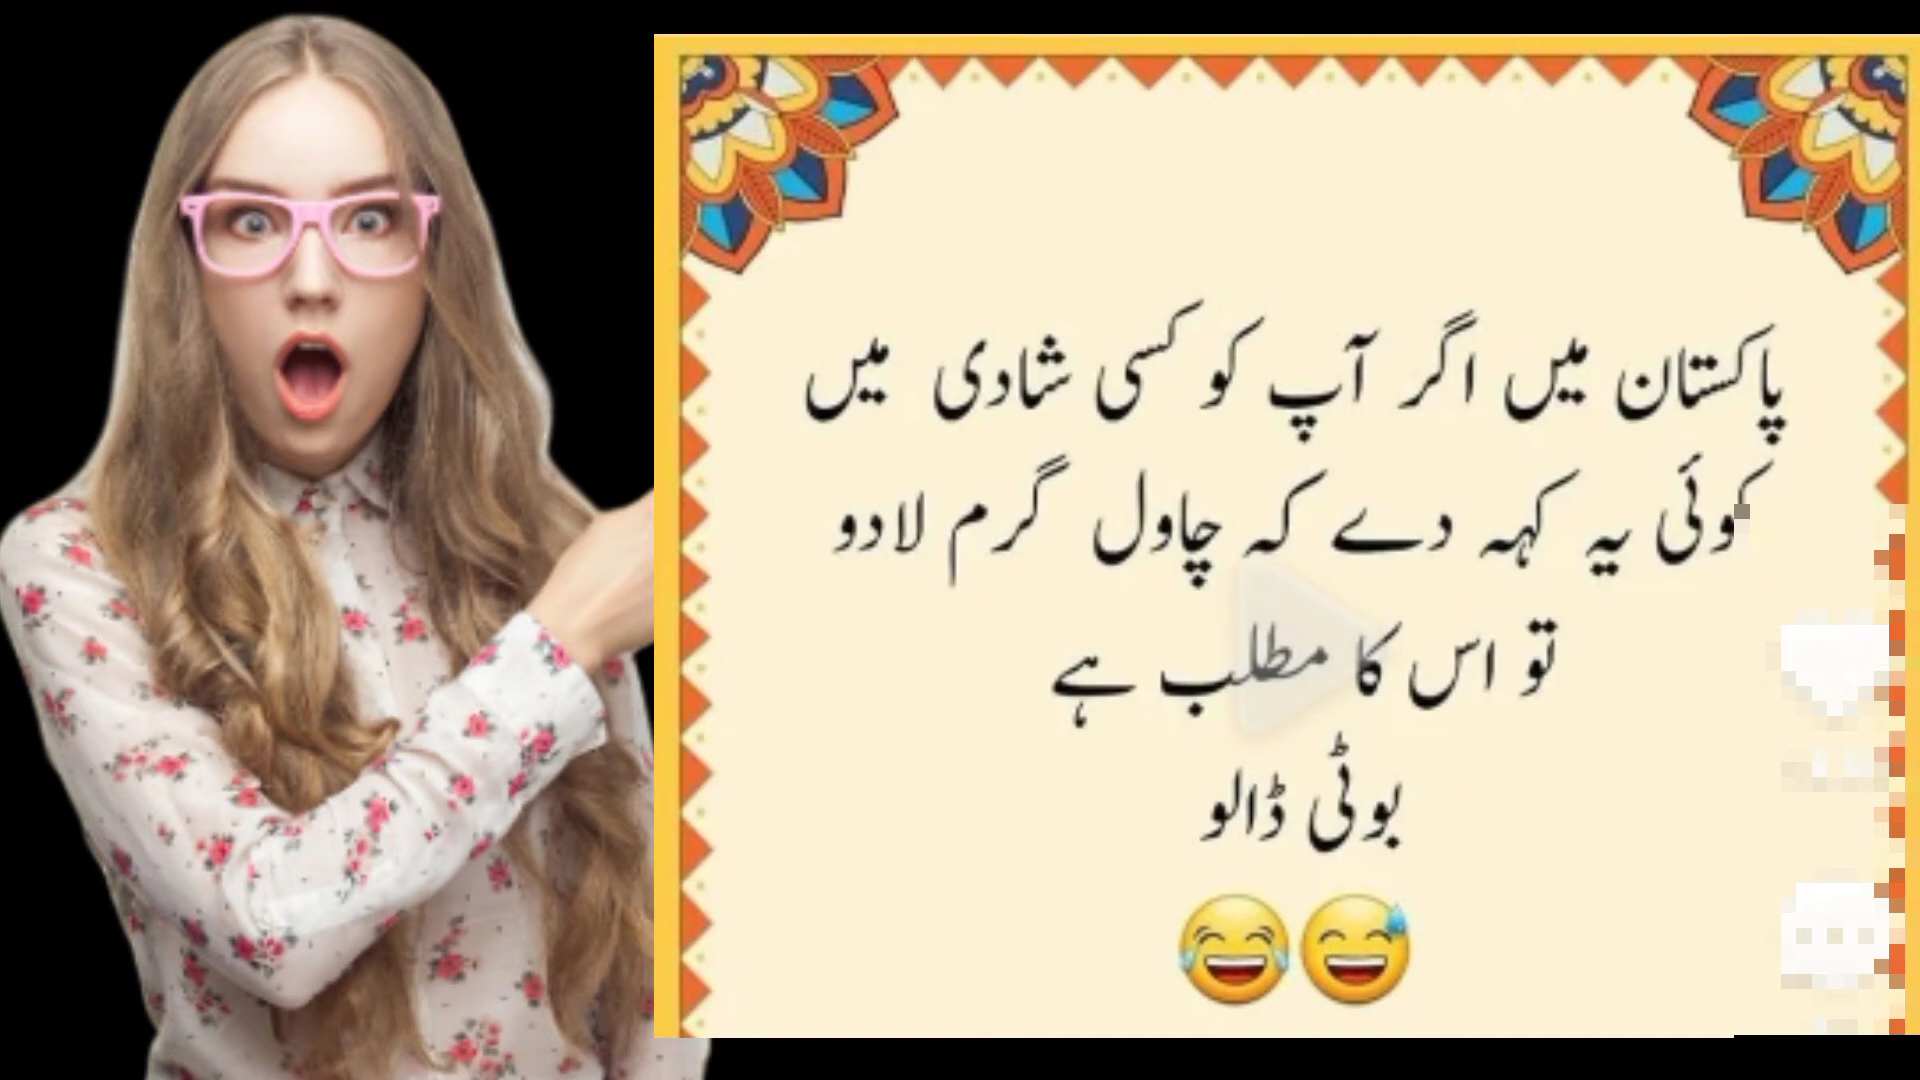 پاکستان میں اگر آپ کو کسی شادی میں
کوئی یہ کہہ دے کہ چاول گرم لا دو
تو اس کا مطلب ہے
بوٹی ڈالو
😂😅